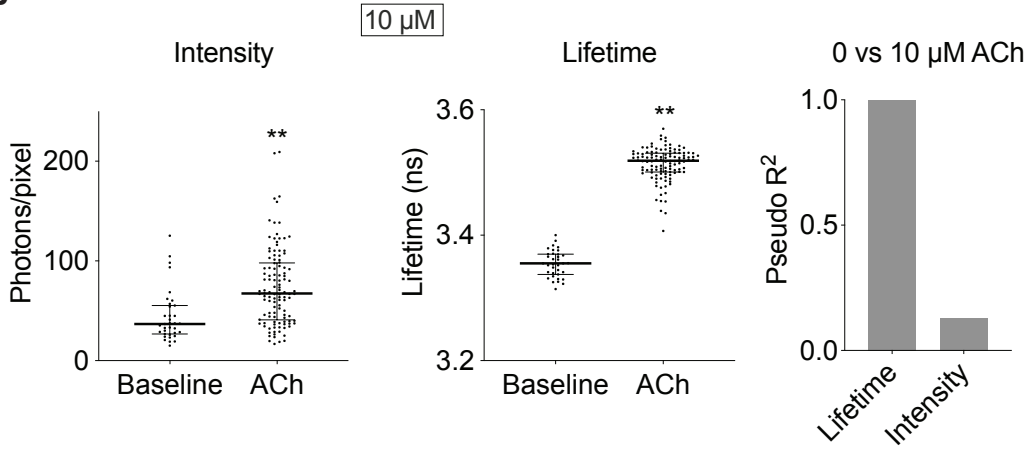 10 µM
Intensity
Photons/pixel
200
100
0
**
Baseline
ACh
Lifetime
Lifetime (ns)
3.6
3.4
3.2
**
Baseline
ACh
0 vs 10 µM ACh
Pseudo R²
1.0
0.5
0.0
Lifetime
Intensity